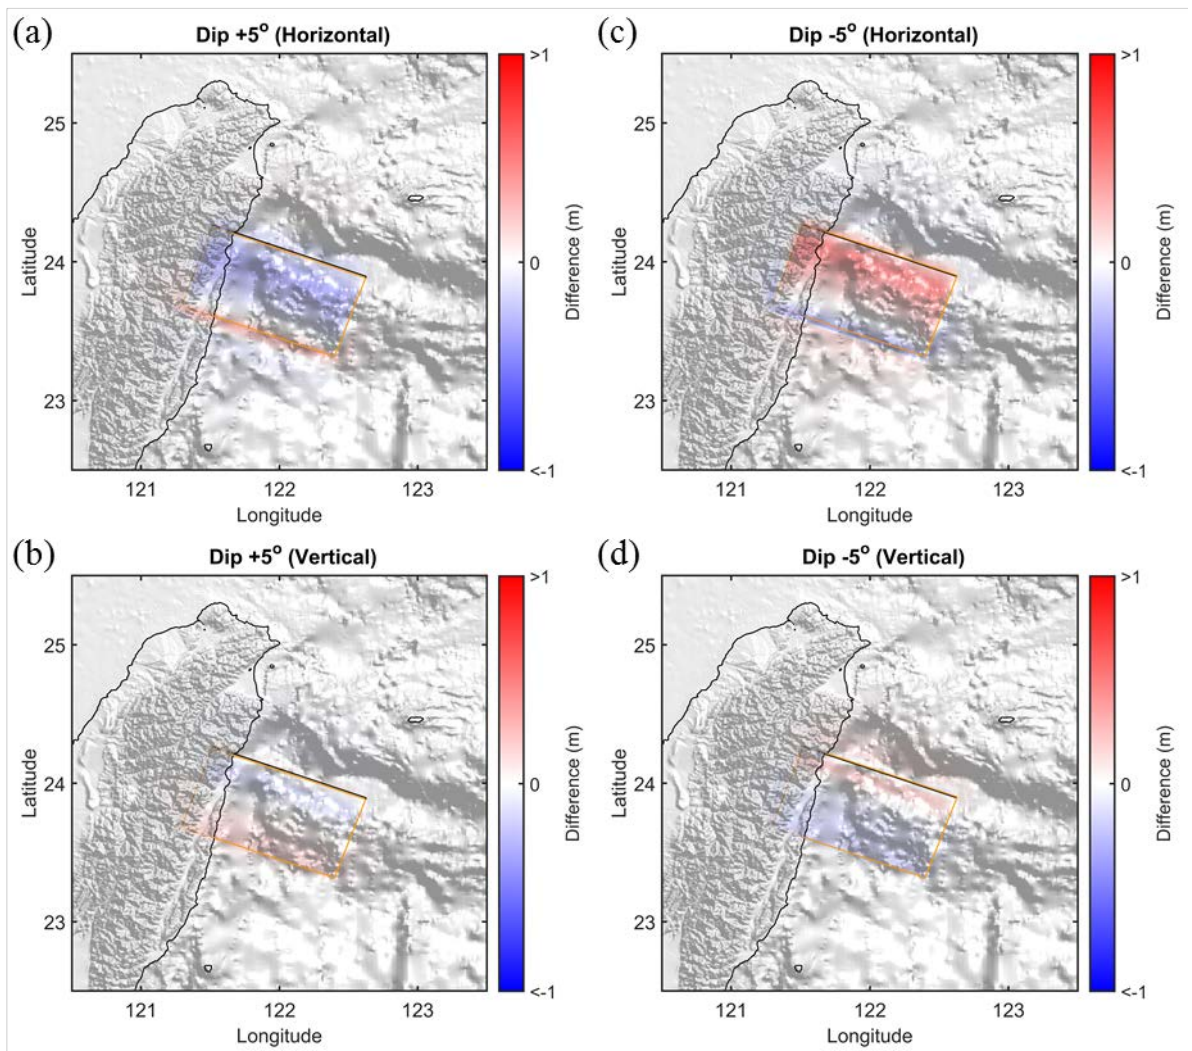 (a)
Dip +5° (Horizontal)
>1
25
24
23
0
<-1
121
122
123
Latitude
Longitude
Difference (m)
(c)
Dip -5° (Horizontal)
>1
25
24
23
0
<-1
121
122
123
Latitude
Longitude
Difference (m)
(b)
Dip +5° (Vertical)
>1
25
24
23
0
<-1
121
122
123
Latitude
Longitude
Difference (m)
(d)
Dip -5° (Vertical)
>1
25
24
23
0
<-1
121
122
123
Latitude
Longitude
Difference (m)